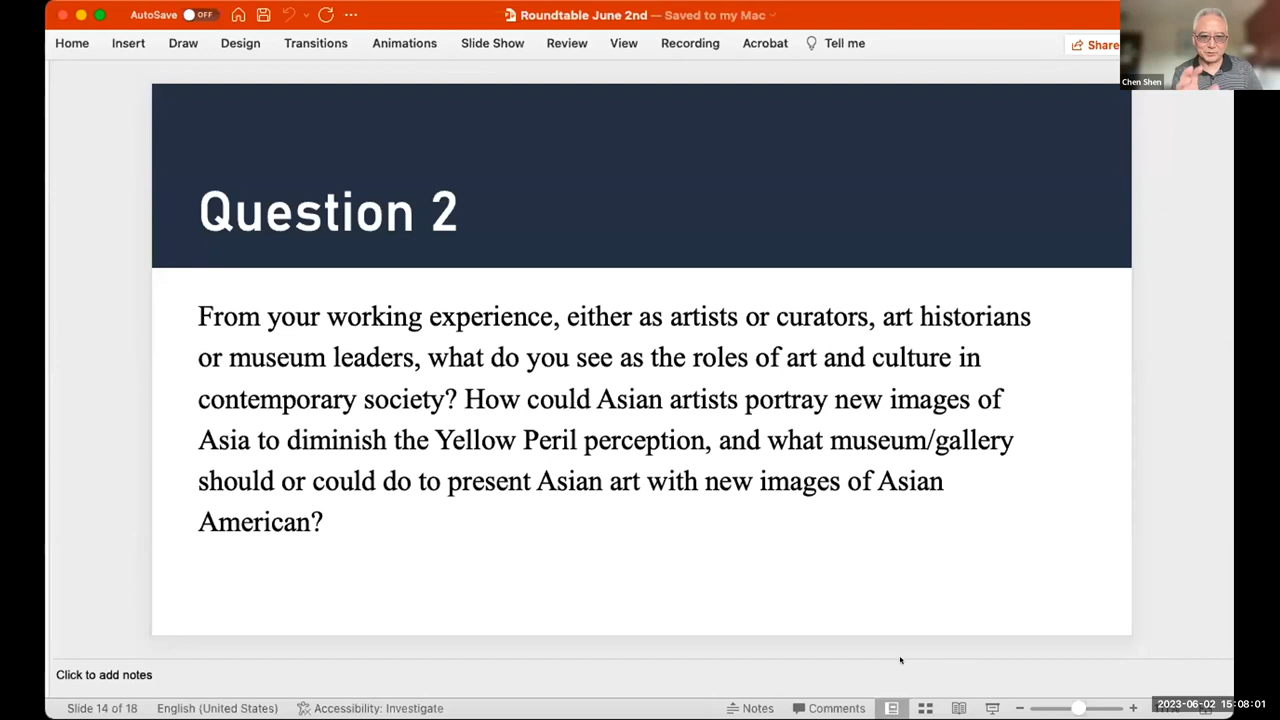 AutoSave OFF
Roundtable June 2nd — Saved to my Mac
Home Insert Draw Design Transitions Animations Slide Show Review View Recording Acrobat Tell me Share
Chen Shen
Question 2
From your working experience, either as artists or curators, art historians
or museum leaders, what do you see as the roles of art and culture in
contemporary society? How could Asian artists portray new images of
Asia to diminish the Yellow Peril perception, and what museum/gallery
should or could do to present Asian art with new images of Asian
American?
Click to add notes
Slide 14 of 18 English (United States) Accessibility: Investigate Notes Comments
2023-06-02 15:08:01